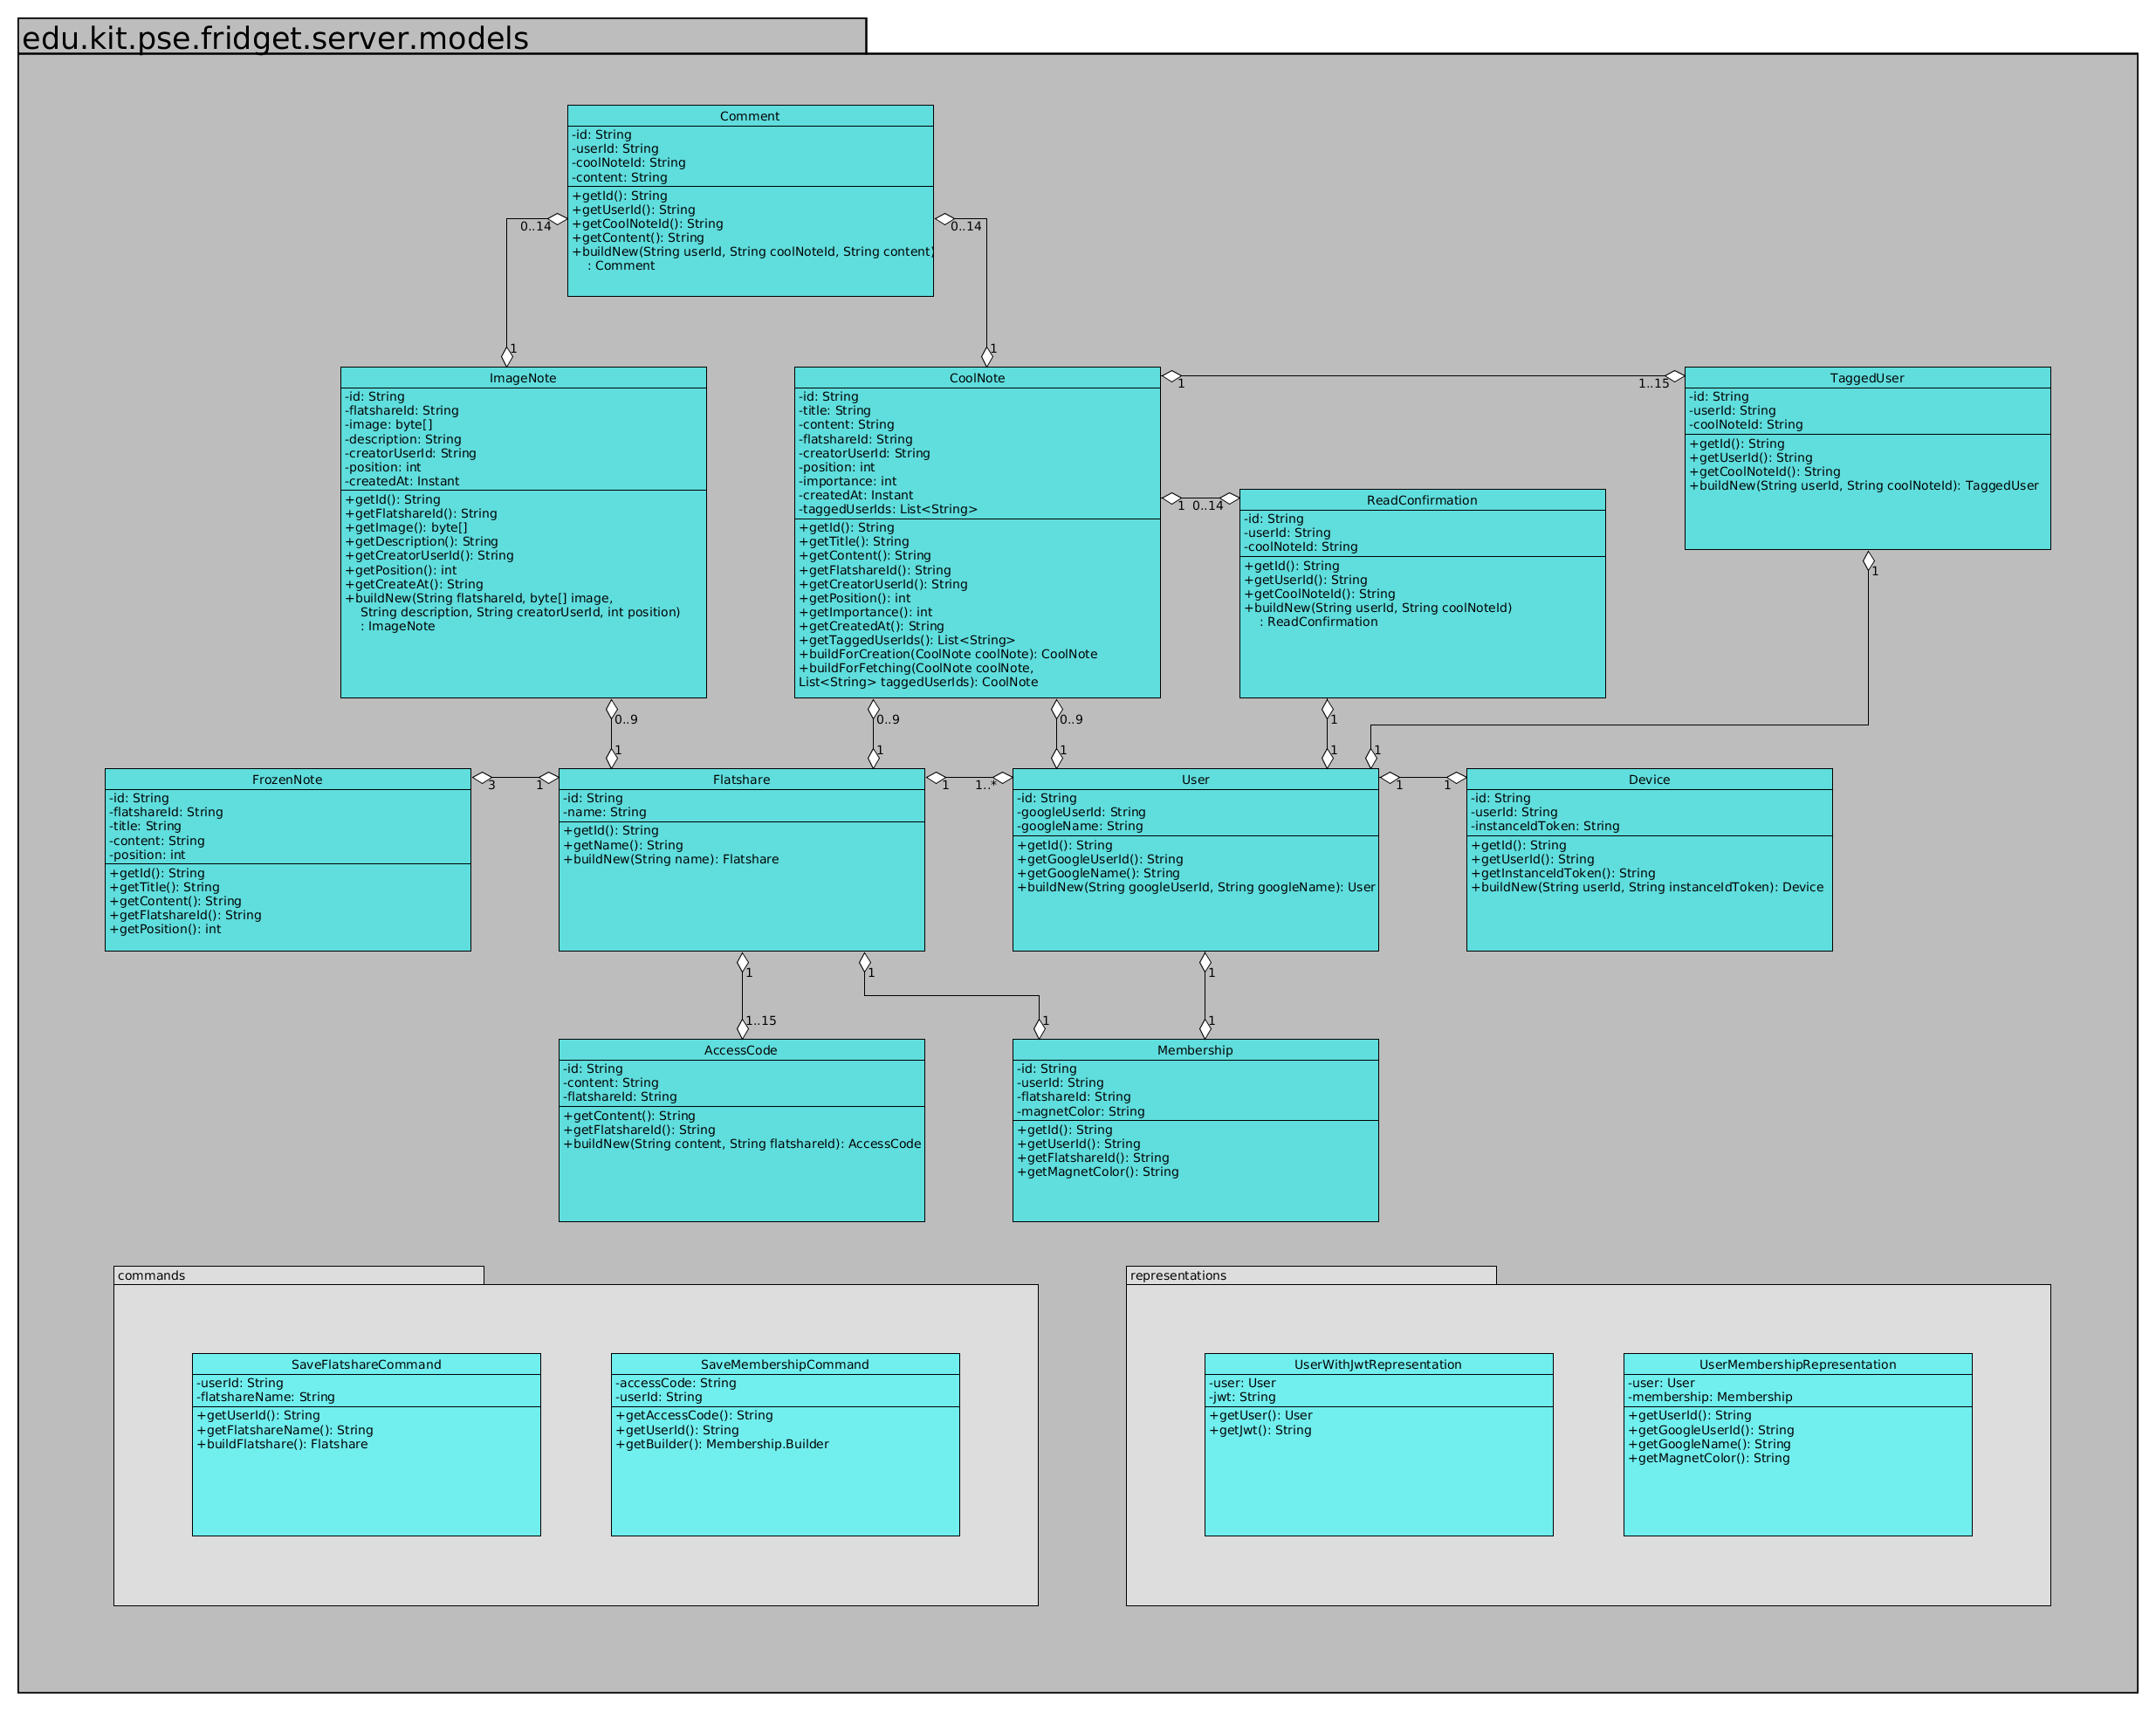 edu.kit.pse.fridget.server.models
Comment
-id: String
-userId: String
-coolNoteId: String
-content: String
+getId(): String
+getUserId(): String
+getCoolNoteId(): String
+getContent(): String
+buildNew(String userId, String coolNoteId, String content)
: Comment
0..14
0..14
1
1
ImageNote
-id: String
-flatshareId: String
-image: byte[]
-description: String
-creatorUserId: String
-position: int
-createdAt: Instant
+getId(): String
+getFlatshareId(): String
+getImage(): byte[]
+getDescription(): String
+getCreatorUserId(): String
+getPosition(): int
+getCreateAt(): String
+buildNew(String flatshareId, byte[] image,
String description, String creatorUserId, int position)
: ImageNote
CoolNote
-id: String
-title: String
-content: String
-flatshareId: String
-creatorUserId: String
-position: int
-importance: int
-createdAt: Instant
-taggedUserIds: List<String>
+getId(): String
+getTitle(): String
+getContent(): String
+getFlatshareId(): String
+getCreatorUserId(): String
+getPosition(): int
+getImportance(): int
+getCreatedAt(): String
+getTaggedUserIds(): List<String>
+buildForCreation(CoolNote coolNote): CoolNote
+buildForFetching(CoolNote coolNote,
List<String> taggedUserIds): CoolNote
1
1..15
TaggedUser
-id: String
-userId: String
-coolNoteId: String
+getId(): String
+getUserId(): String
+getCoolNoteId(): String
+buildNew(String userId, String coolNoteId): TaggedUser
1
0..14
ReadConfirmation
-id: String
-userId: String
-coolNoteId: String
+getId(): String
+getUserId(): String
+getCoolNoteId(): String
+buildNew(String userId, String coolNoteId)
: ReadConfirmation
1
0..9
0..9
0..9
1
1
1
1
1
1
FrozenNote
-id: String
-flatshareId: String
-title: String
-content: String
-position: int
+getId(): String
+getTitle(): String
+getContent(): String
+getFlatshareId(): String
+getPosition(): int
3
1
Flatshare
-id: String
-name: String
+getId(): String
+getName(): String
+buildNew(String name): Flatshare
1
1..*
User
-id: String
-googleUserId: String
-googleName: String
+getId(): String
+getGoogleUserId(): String
+getGoogleName(): String
+buildNew(String googleUserId, String googleName): User
1
1
Device
-id: String
-userId: String
-instanceIdToken: String
+getId(): String
+getUserId(): String
+getInstanceIdToken(): String
+buildNew(String userId, String instanceIdToken): Device
1
1
1
1..15
1
1
AccessCode
-id: String
-content: String
-flatshareId: String
+getContent(): String
+getFlatshareId(): String
+buildNew(String content, String flatshareId): AccessCode
Membership
-id: String
-userId: String
-flatshareId: String
-magnetColor: String
+getId(): String
+getUserId(): String
+getFlatshareId(): String
+getMagnetColor(): String
commands
SaveFlatshareCommand
-userId: String
-flatshareName: String
+getUserId(): String
+getFlatshareName(): String
+buildFlatshare(): Flatshare
SaveMembershipCommand
-accessCode: String
-userId: String
+getAccessCode(): String
+getUserId(): String
+getBuilder(): Membership.Builder
representations
UserWithJwtRepresentation
-user: User
-jwt: String
+getUser(): User
+getJwt(): String
UserMembershipRepresentation
-user: User
-membership: Membership
+getUserId(): String
+getGoogleUserId(): String
+getGoogleName(): String
+getMagnetColor(): String